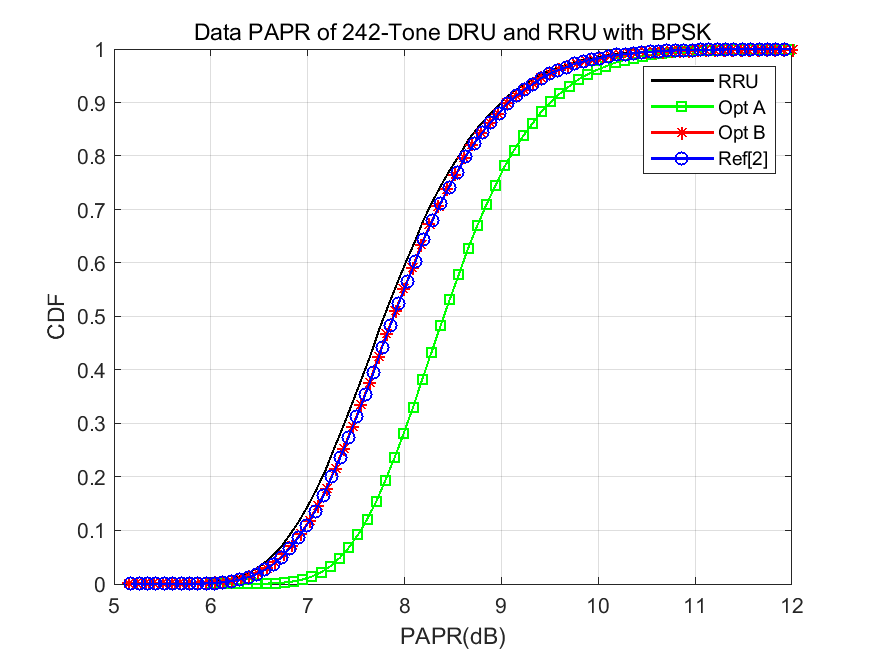 Data PAPR of 242-Tone DRU and RRU with BPSK
1
0.9
0.8
0.7
0.6
0.5
0.4
0.3
0.2
0.1
0
CDF
RRU
Opt A
Opt B
Ref[2]
5 6 7 8 9 10 11 12
PAPR(dB)